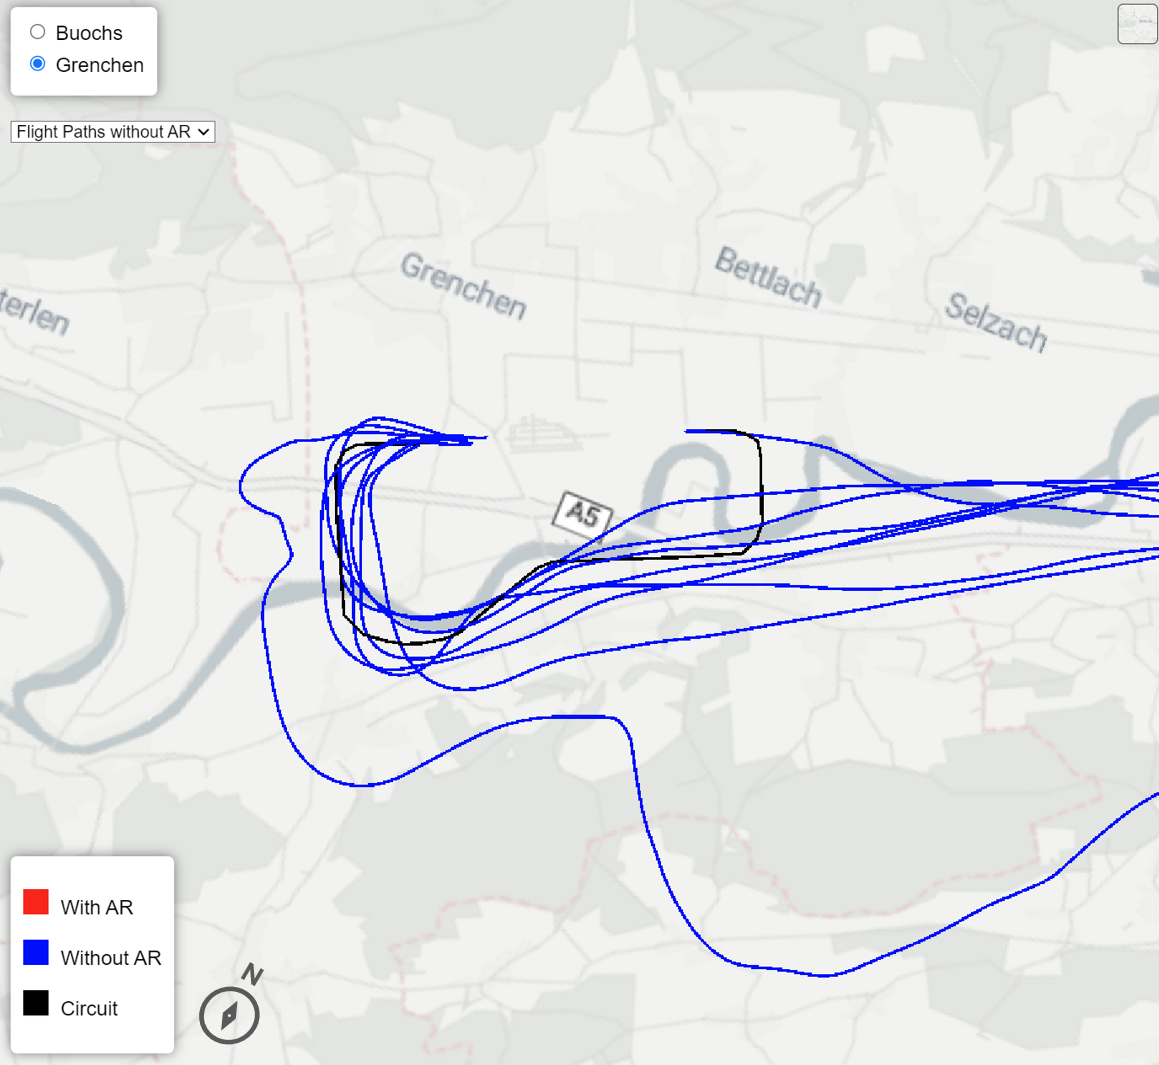 Buochs
Grenchen
Flight Paths without AR
Grenchen
Bettlach
Selzach
terlen
A5
With AR
Without AR
Circuit
N